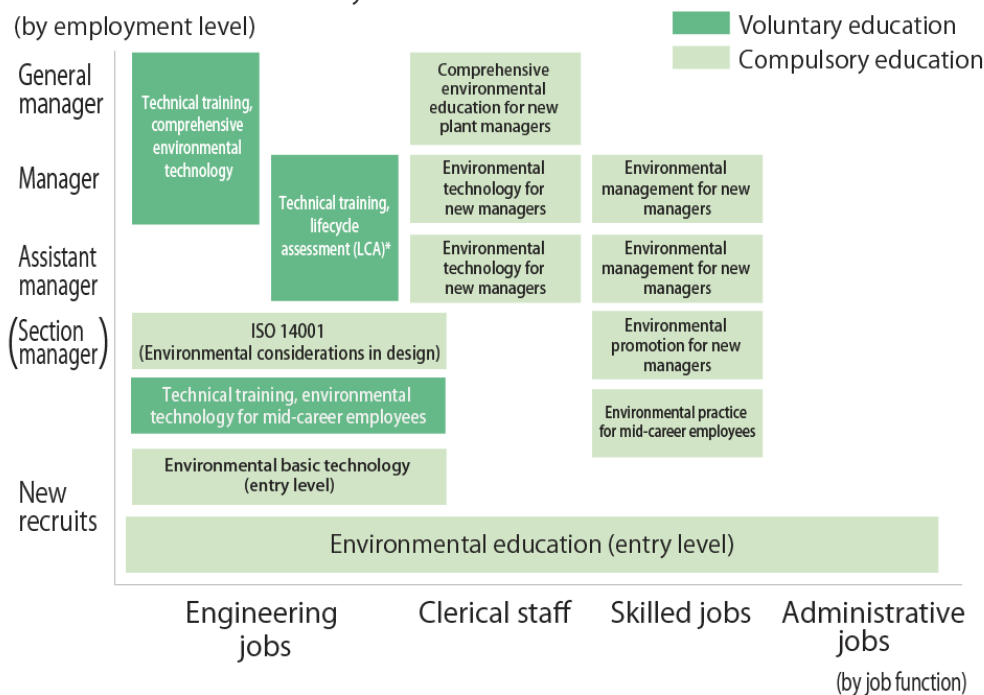 (by employment level)
Voluntary education
Compulsory education
General
manager
Technical training,
comprehensive
environmental
technology
Comprehensive
environmental
education for new
plant managers
Manager
Technical training,
lifecycle
assessment (LCA)*
Environmental
technology for
new managers
Environmental
management for new
managers
Assistant
manager
Environmental
technology for
new managers
Environmental
management for new
managers
(Section
manager)
ISO 14001
(Environmental considerations in design)
Environmental
promotion for new
managers
Technical training, environmental
technology for mid-career employees
Environmental practice
for mid-career employees
Environmental basic technology
(entry level)
New
recruits
Environmental education (entry level)
Engineering
jobs
Clerical staff
Skilled jobs
Administrative
jobs
(by job function)